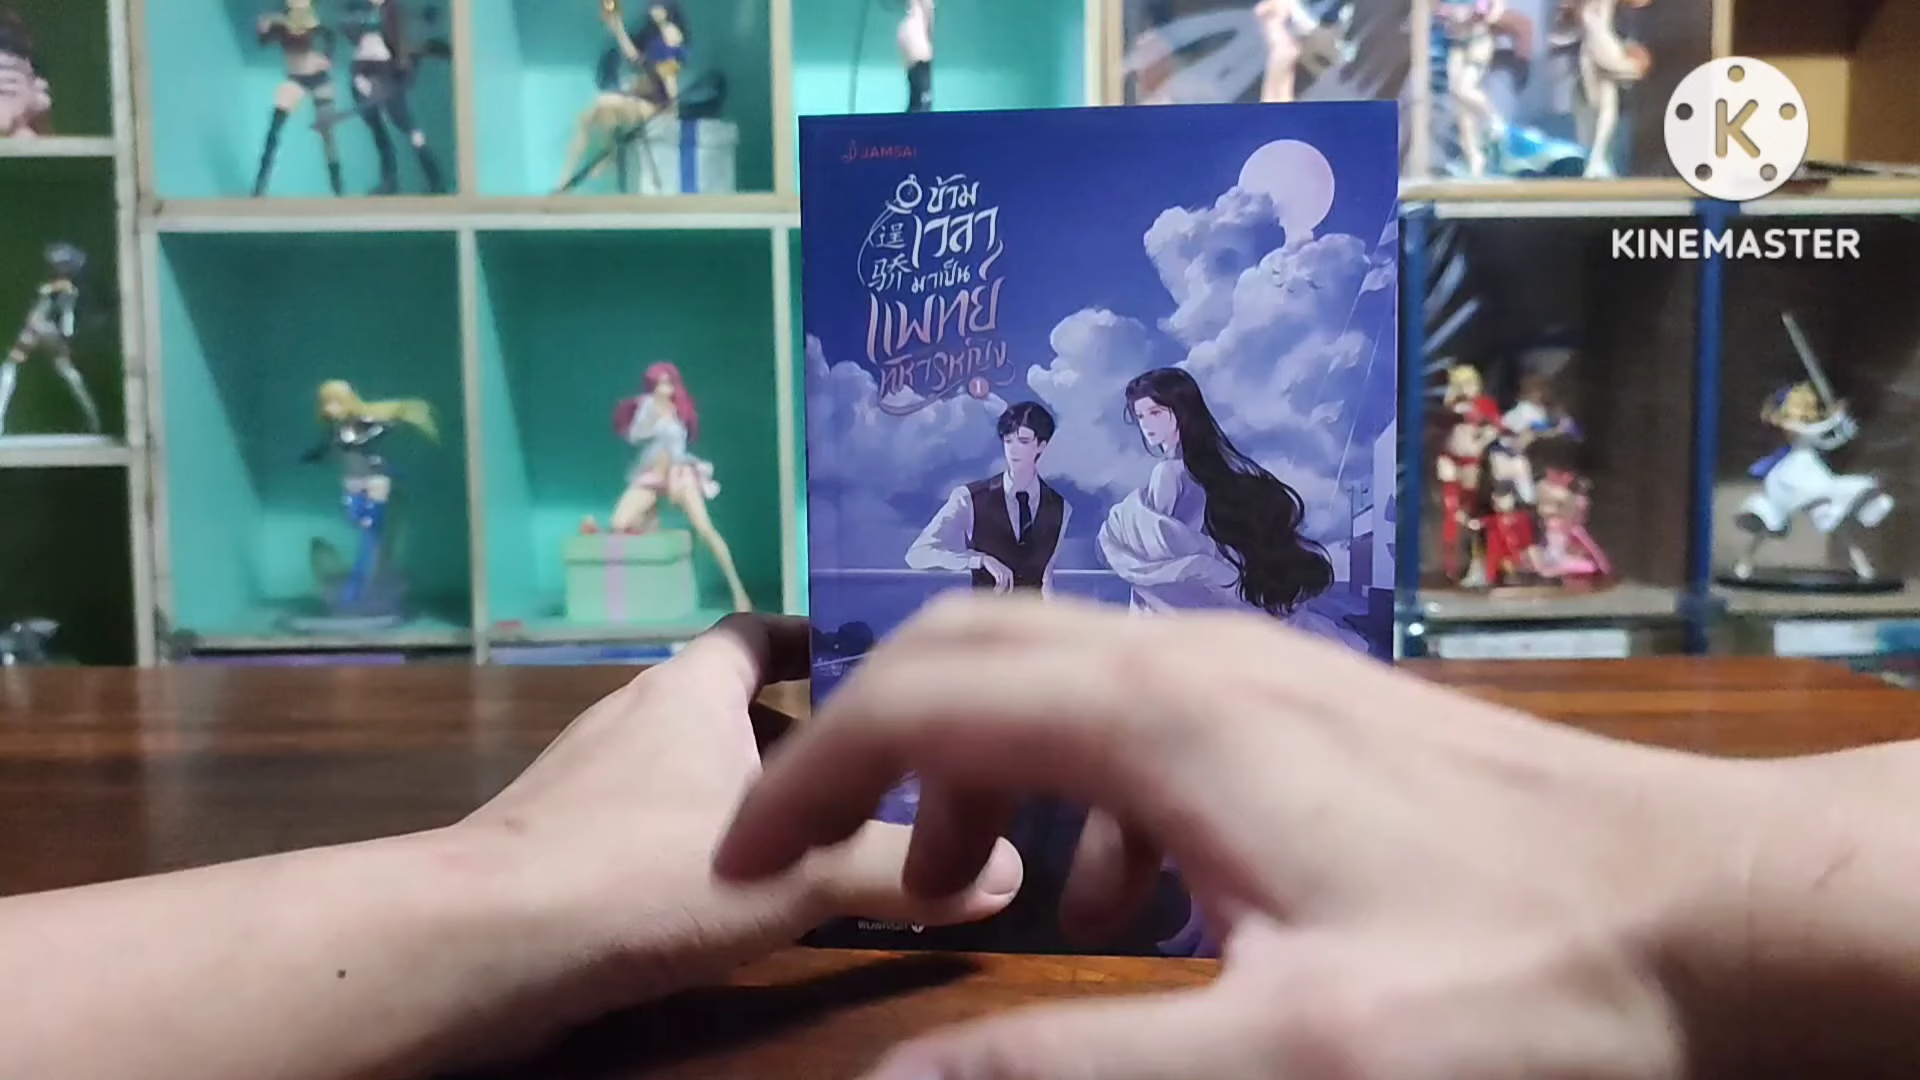 JAMSAI
ข้าม
เวลา
逞
骄
มาเป็น
แพทย์
ทหารหญิง
1
K
KINEMASTER